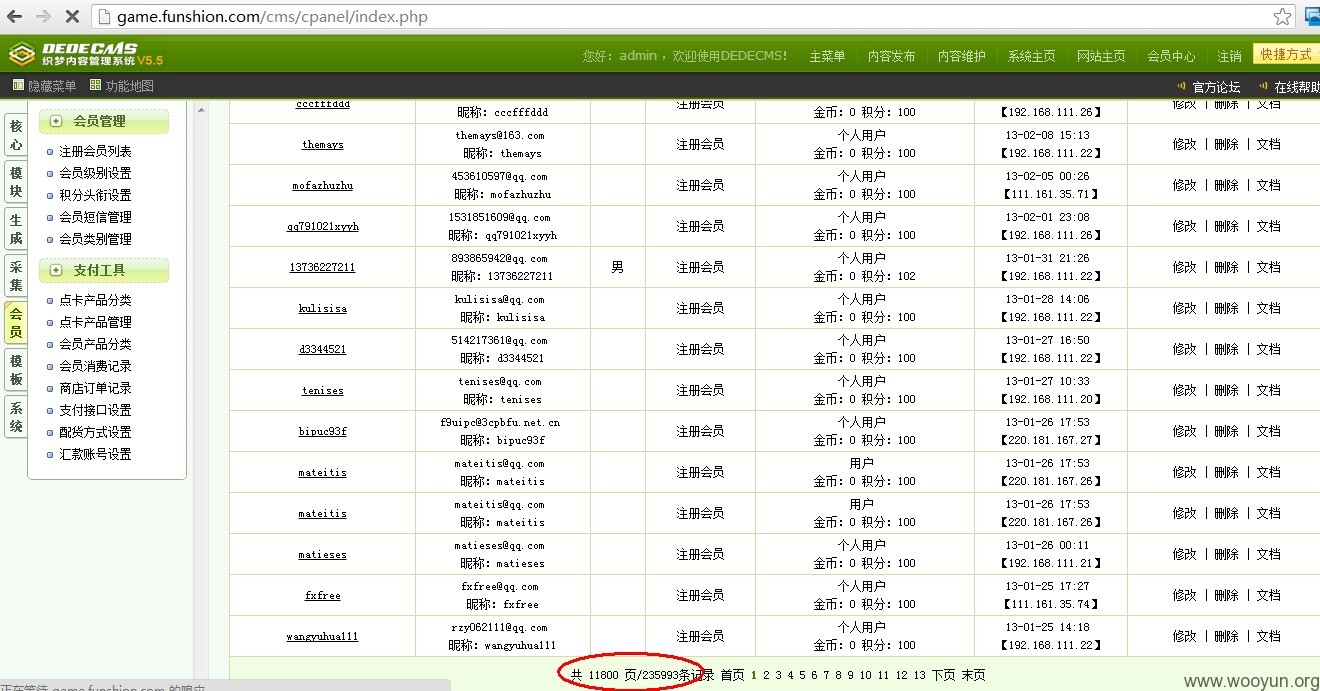 game.funshion.com/cms/cpanel/index.php
DEDECMS
织梦内容管理系统 V5.5
您好：admin ，欢迎使用DEDECMS! 主菜单 内容发布 内容维护 系统主页 网站主页 会员中心 注销 快捷方式
隐藏菜单 功能地图 官方论坛 在线帮助
核心
模块
生成
采集
会员
模板
系统
会员管理
注册会员列表
会员级别设置
积分头衔设置
会员短信管理
会员类别管理
支付工具
点卡产品分类
点卡产品管理
会员产品分类
会员消费记录
商店订单记录
支付接口设置
配货方式设置
汇款账号设置
cccfffddd 注册会员 修改 | 删除 | 文档
昵称：cccfffddd 金币：0 积分：100 【192.168.111.26】
themays@163.com 个人用户 13-02-08 15:13
themays 注册会员 修改 | 删除 | 文档
昵称：themays 金币：0 积分：100 【192.168.111.22】
453610597@qq.com 个人用户 13-02-05 00:26
mofazhuzhu 注册会员 修改 | 删除 | 文档
昵称：mofazhuzhu 金币：0 积分：100 【111.161.35.71】
1531851609@qq.com 个人用户 13-02-01 23:08
qq791021xyyh 注册会员 修改 | 删除 | 文档
昵称：qq791021xyyh 金币：0 积分：100 【192.168.111.26】
893865942@qq.com 个人用户 13-01-31 21:26
13736227211 男 注册会员 修改 | 删除 | 文档
昵称：13736227211 金币：0 积分：102 【192.168.111.22】
kulisisa@qq.com 个人用户 13-01-28 14:06
kulisisa 注册会员 修改 | 删除 | 文档
昵称：kulisisa 金币：0 积分：100 【192.168.111.22】
514217361@qq.com 个人用户 13-01-27 16:50
d3344521 注册会员 修改 | 删除 | 文档
昵称：d3344521 金币：0 积分：100 【192.168.111.22】
tenises@qq.com 个人用户 13-01-27 10:33
tenises 注册会员 修改 | 删除 | 文档
昵称：tenises 金币：0 积分：100 【192.168.111.20】
f9uipc@3cpbfu.net.cn 个人用户 13-01-26 17:53
bipuc93f 注册会员 修改 | 删除 | 文档
昵称：bipuc93f 金币：0 积分：100 【220.181.167.27】
mateitis@qq.com 用户 13-01-26 17:53
mateitis 注册会员 修改 | 删除 | 文档
昵称：mateitis 金币：0 积分：100 【220.181.167.26】
mateitis@qq.com 用户 13-01-26 17:53
mateitis 注册会员 修改 | 删除 | 文档
昵称：mateitis 金币：0 积分：100 【220.181.167.26】
matieses@qq.com 个人用户 13-01-26 00:11
matieses 注册会员 修改 | 删除 | 文档
昵称：matieses 金币：0 积分：100 【192.168.111.21】
fxfree@qq.com 个人用户 13-01-25 17:27
fxfree 注册会员 修改 | 删除 | 文档
昵称：fxfree 金币：0 积分：100 【111.161.35.74】
rzy062111@qq.com 个人用户 13-01-25 14:18
wangyuhua111 注册会员 修改 | 删除 | 文档
昵称：wangyuhua111 金币：0 积分：100 【192.168.111.22】
共 11800 页/235993条记录 首页 1 2 3 4 5 6 7 8 9 10 11 12 13 下页 末页
正在等待 game.funshion.com 的响应
www.wooyun.org